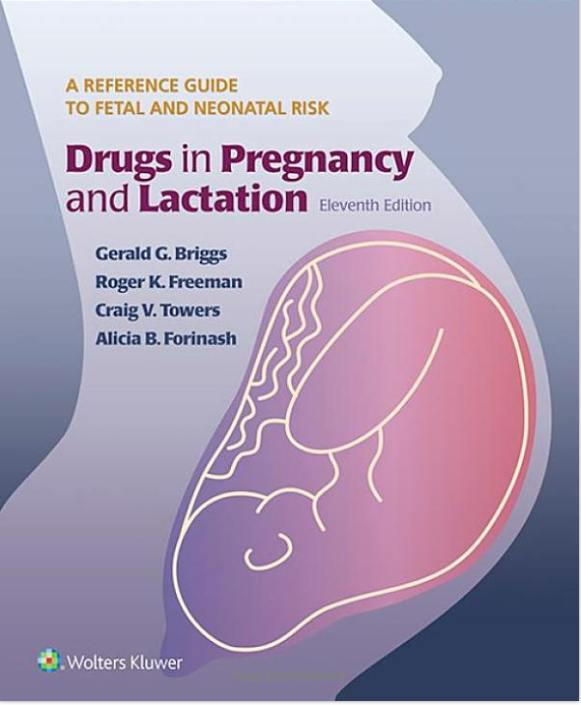 A REFERENCE GUIDE
TO FETAL AND NEONATAL RISK
Drugs in Pregnancy
and Lactation Eleventh Edition
Gerald G. Briggs
Roger K. Freeman
Craig V. Towers
Alicia B. Forinash
Wolters Kluwer